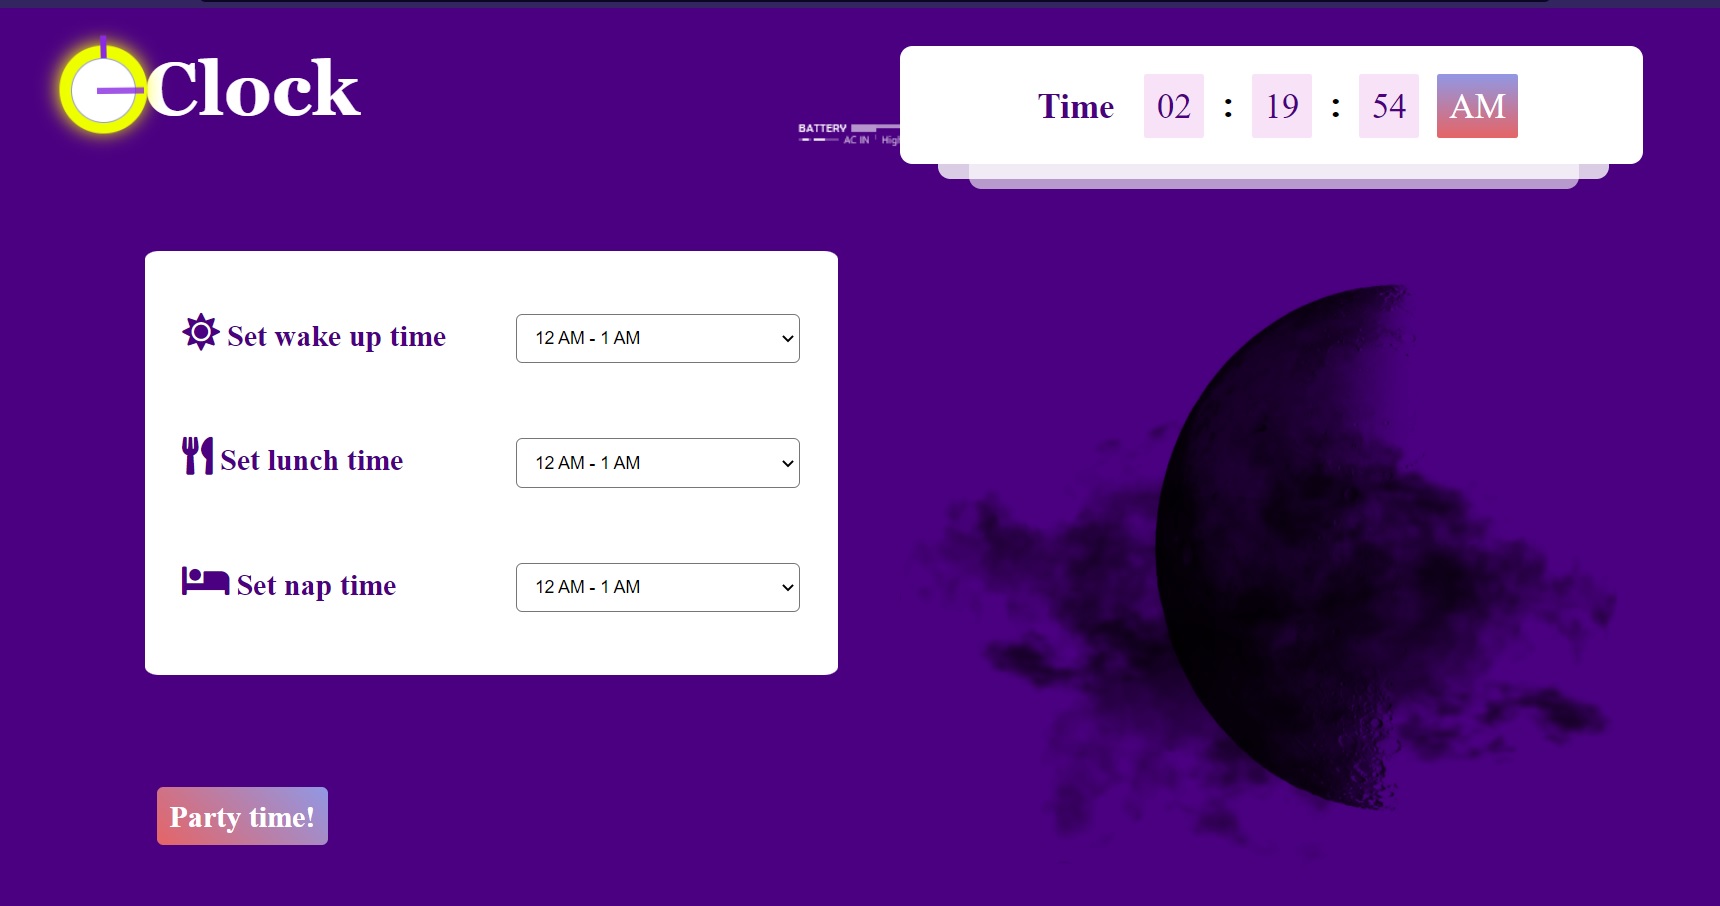 Clock
Time 02 : 19 : 54 AM
BATTERY
AC IN
Set wake up time 12 AM - 1 AM
Set lunch time 12 AM - 1 AM
Set nap time 12 AM - 1 AM
Party time!